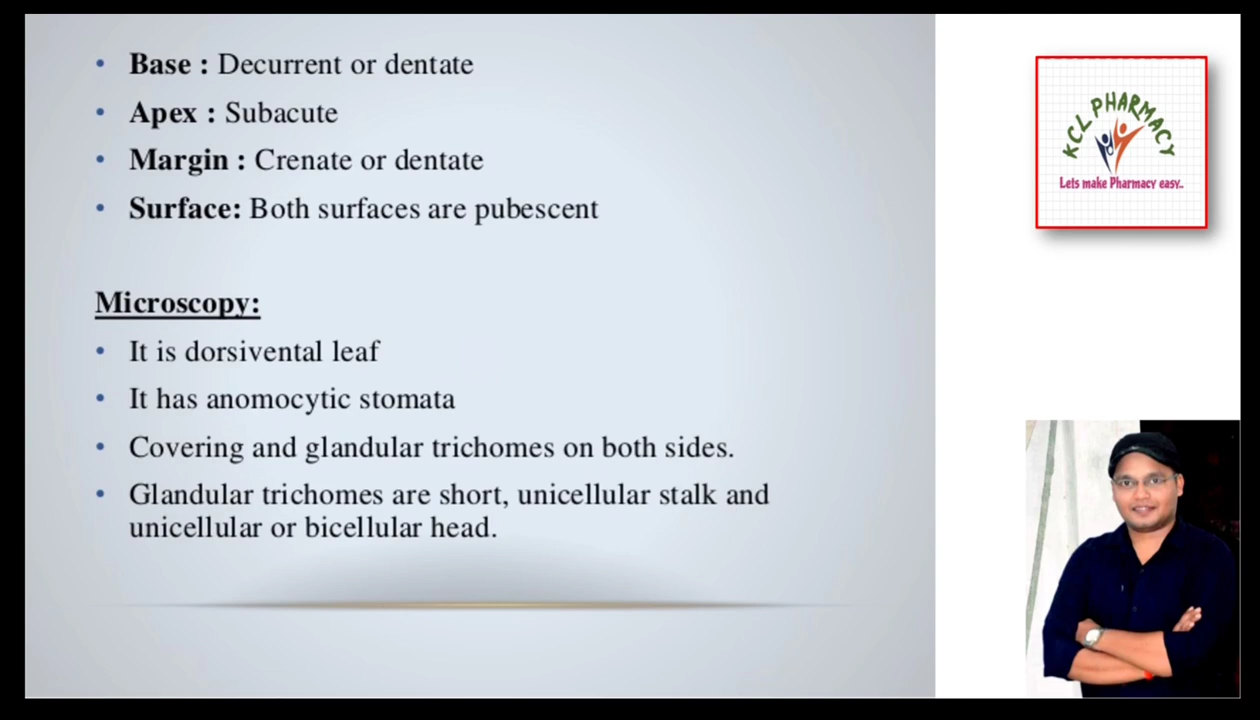 • Base : Decurrent or dentate
• Apex : Subacute
• Margin : Crenate or dentate
• Surface: Both surfaces are pubescent
Microscopy:
• It is dorsivental leaf
• It has anomocytic stomata
• Covering and glandular trichomes on both sides.
• Glandular trichomes are short, unicellular stalk and
unicellular or bicellular head.
KCL PHARMACY
Lets make Pharmacy easy..